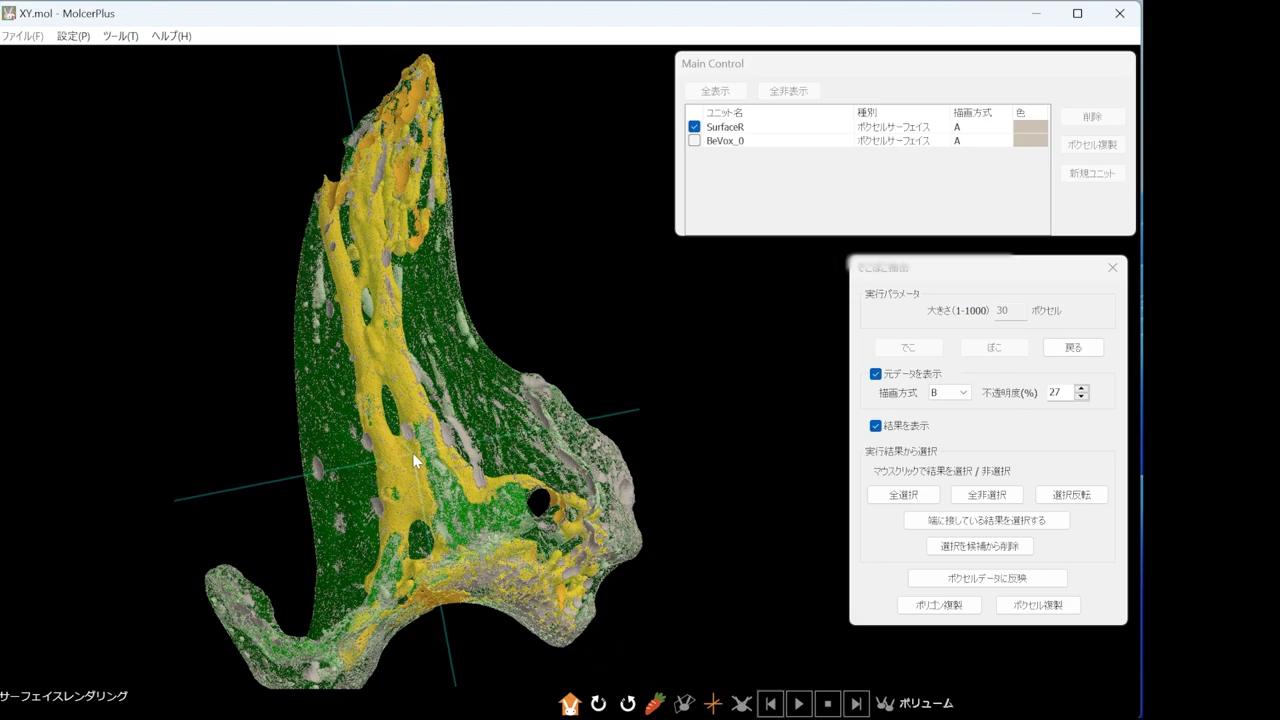 XY.mol - MolcerPlus
ファイル(F) 設定(P) ツール(T) ヘルプ(H)
Main Control
全表示 全非表示
ユニット名 種別 描画方式 色
SurfaceR ボクセルサーフェイス A
BeVox_0 ボクセルサーフェイス A
削除
ボクセル複製
新規ユニット
でこぼこ抽出
実行パラメータ
大きさ(1-1000) 30 ボクセル
でこ ぼこ 戻る
元データを表示
描画方式 B 不透明度(%) 27
結果を表示
実行結果から選択
マウスクリックで結果を選択 / 非選択
全選択 全非選択 選択反転
端に接している結果を選択する
選択を候補から削除
ボクセルデータに反映
ポリゴン複製 ボクセル複製
サーフェイスレンダリング
ボリューム